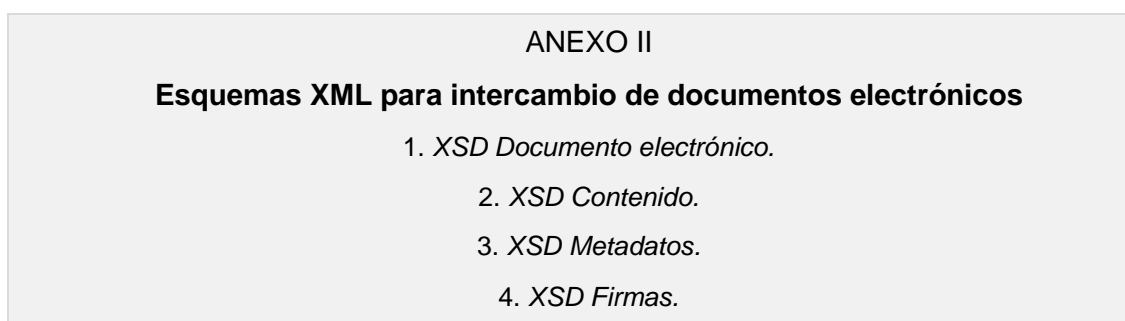 ANEXO II
Esquemas XML para intercambio de documentos electrónicos
1. XSD Documento electrónico.
2. XSD Contenido.
3. XSD Metadatos.
4. XSD Firmas.